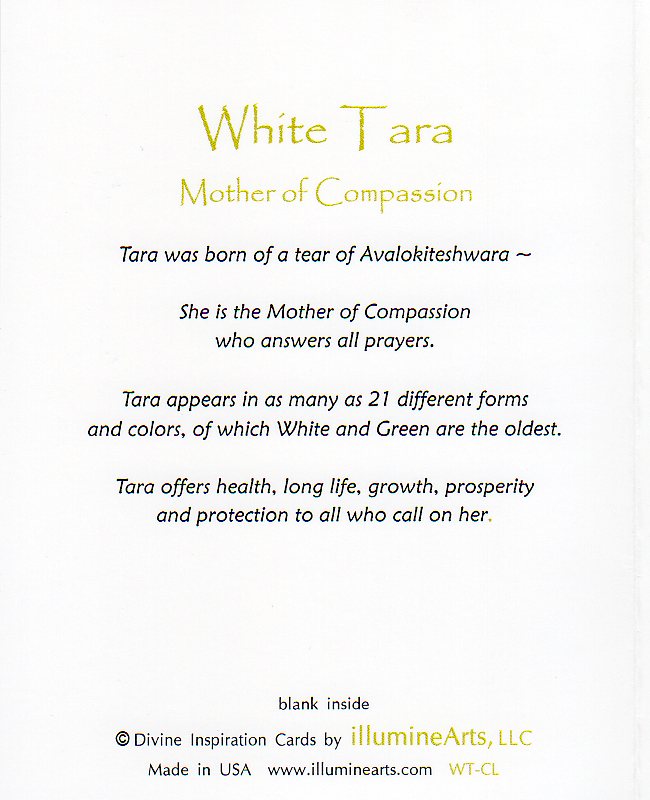 White Tara
Mother of Compassion
Tara was born of a tear of Avalokiteshwara ~
She is the Mother of Compassion
who answers all prayers.
Tara appears in as many as 21 different forms
and colors, of which White and Green are the oldest.
Tara offers health, long life, growth, prosperity
and protection to all who call on her.
blank inside
© Divine Inspiration Cards by illumineArts, LLC
Made in USA www.illuminearts.com WT-CL